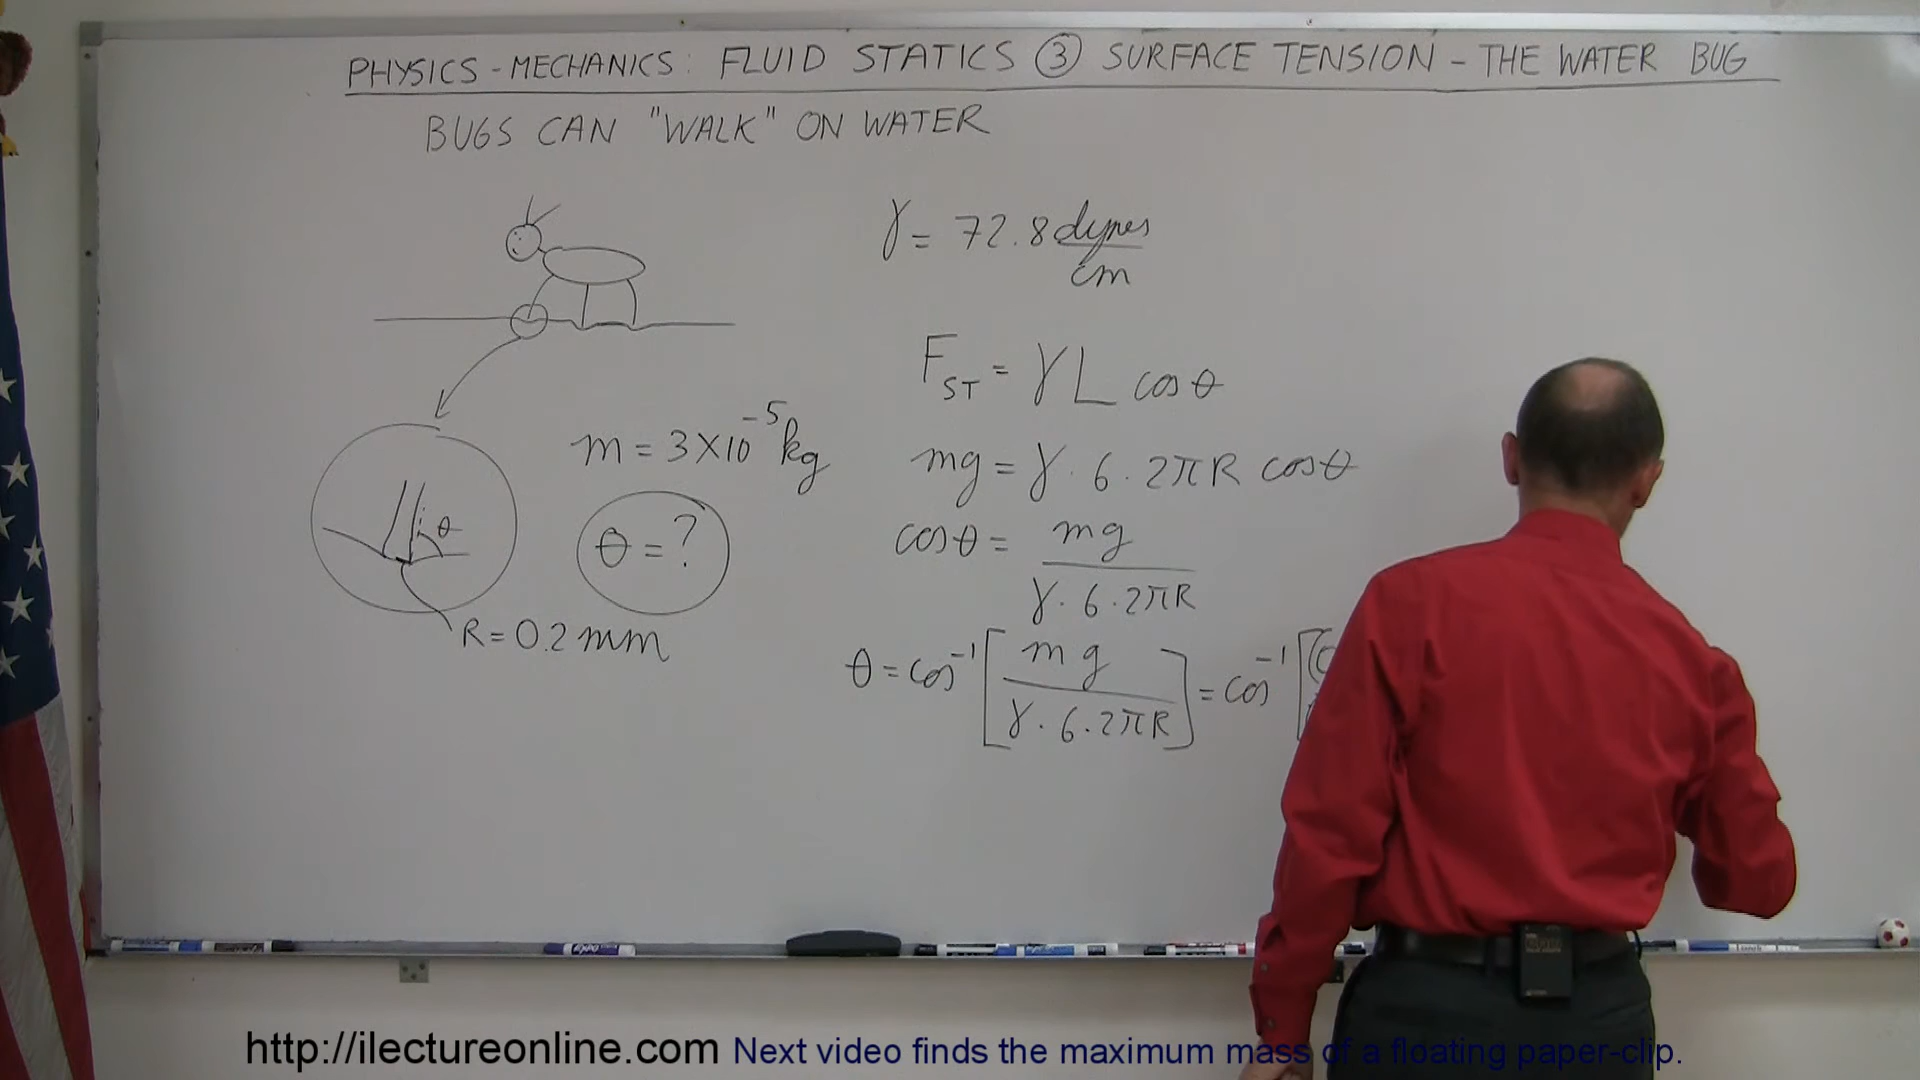 PHYSICS - MECHANICS: FLUID STATICS ③ SURFACE TENSION - THE WATER BUG
BUGS CAN "WALK" ON WATER
γ = 72.8 dynes/cm
F_ST = γ L cos θ
m = 3×10^-5 kg
mg = γ · 6 · 2πR cos θ
θ
θ = ?
cos θ = mg / (γ · 6 · 2πR)
R = 0.2 mm
θ = cos^-1 [mg / (γ · 6 · 2πR)] = cos^-1 [
http://ilectureonline.com Next video finds the maximum mass of a floating paper-clip.